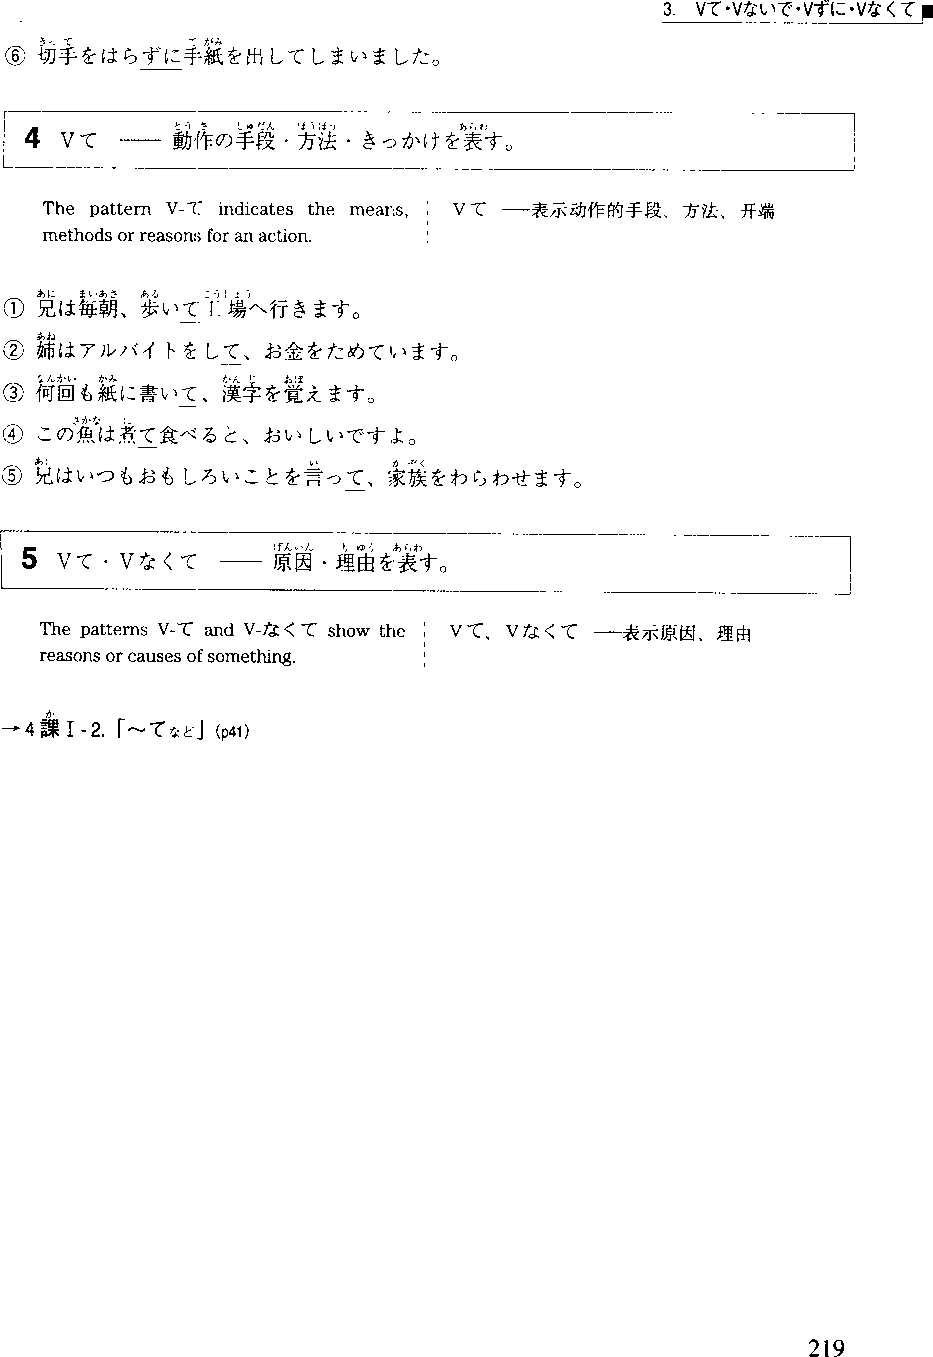 3. Vて・Vないで・Vずに・Vなくて
⑥ 切手をはらずに手紙を出してしまいました。
4 Vて —— 動作の手段・方法・きっかけを表す。
The pattern V-て indicates the means, methods or reasons for an action.
Vて ——表示动作的手段、方法、开端
① 兄は毎朝、歩いて工場へ行きます。
② 姉はアルバイトをして、お金をためています。
③ 何回も紙に書いて、漢字を覚えます。
④ この魚は煮て食べると、おいしいですよ。
⑤ 兄はいつもおもしろいことを言って、家族をわらわせます。
5 Vて・Vなくて —— 原因・理由を表す。
The patterns V-て and V-なくて show the reasons or causes of something.
Vて、Vなくて ——表示原因、理由
→4課Ⅰ-2.「～てなど」(p41)
219